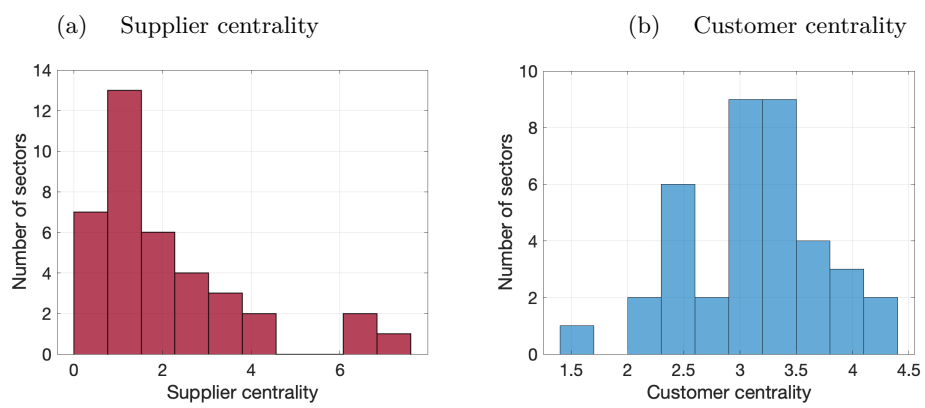 (a) Supplier centrality
14
12
10
8
6
4
2
0
Number of sectors
0 2 4 6
Supplier centrality
(b) Customer centrality
10
8
6
4
2
0
Number of sectors
1.5 2 2.5 3 3.5 4 4.5
Customer centrality